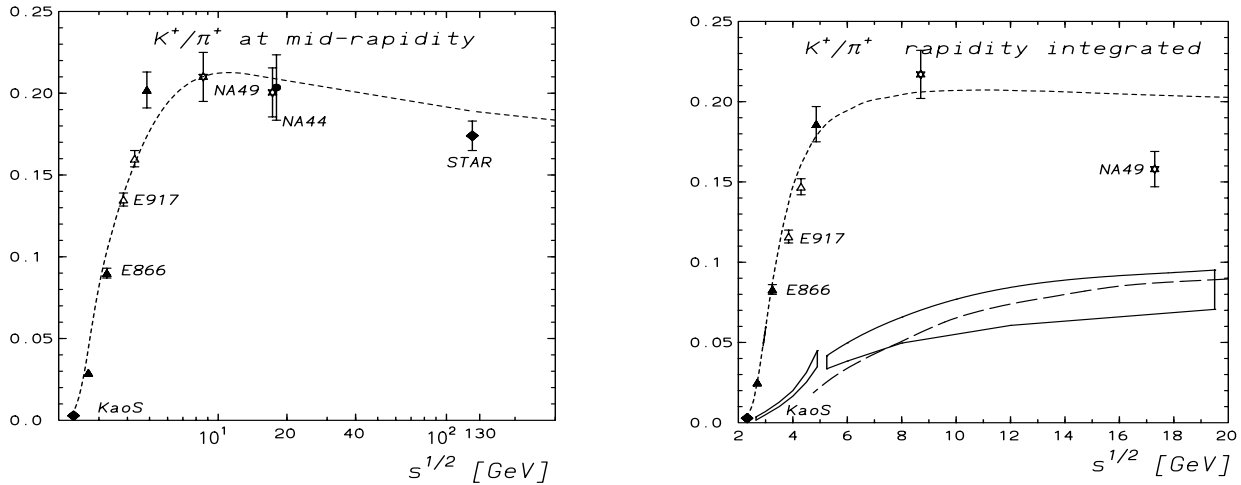 K⁺/π⁺ at mid-rapidity
0.25
0.20
0.15
0.10
0.05
0.0
NA49
NA44
STAR
E917
E866
KaoS
10¹ 20 40 10² 130
s^1/2 [GeV]
K⁺/π⁺ rapidity integrated
0.25
0.20
0.15
0.1
0.05
0.0
NA49
E917
E866
KaoS
2 4 6 8 10 12 14 16 18 20
s^1/2 [GeV]